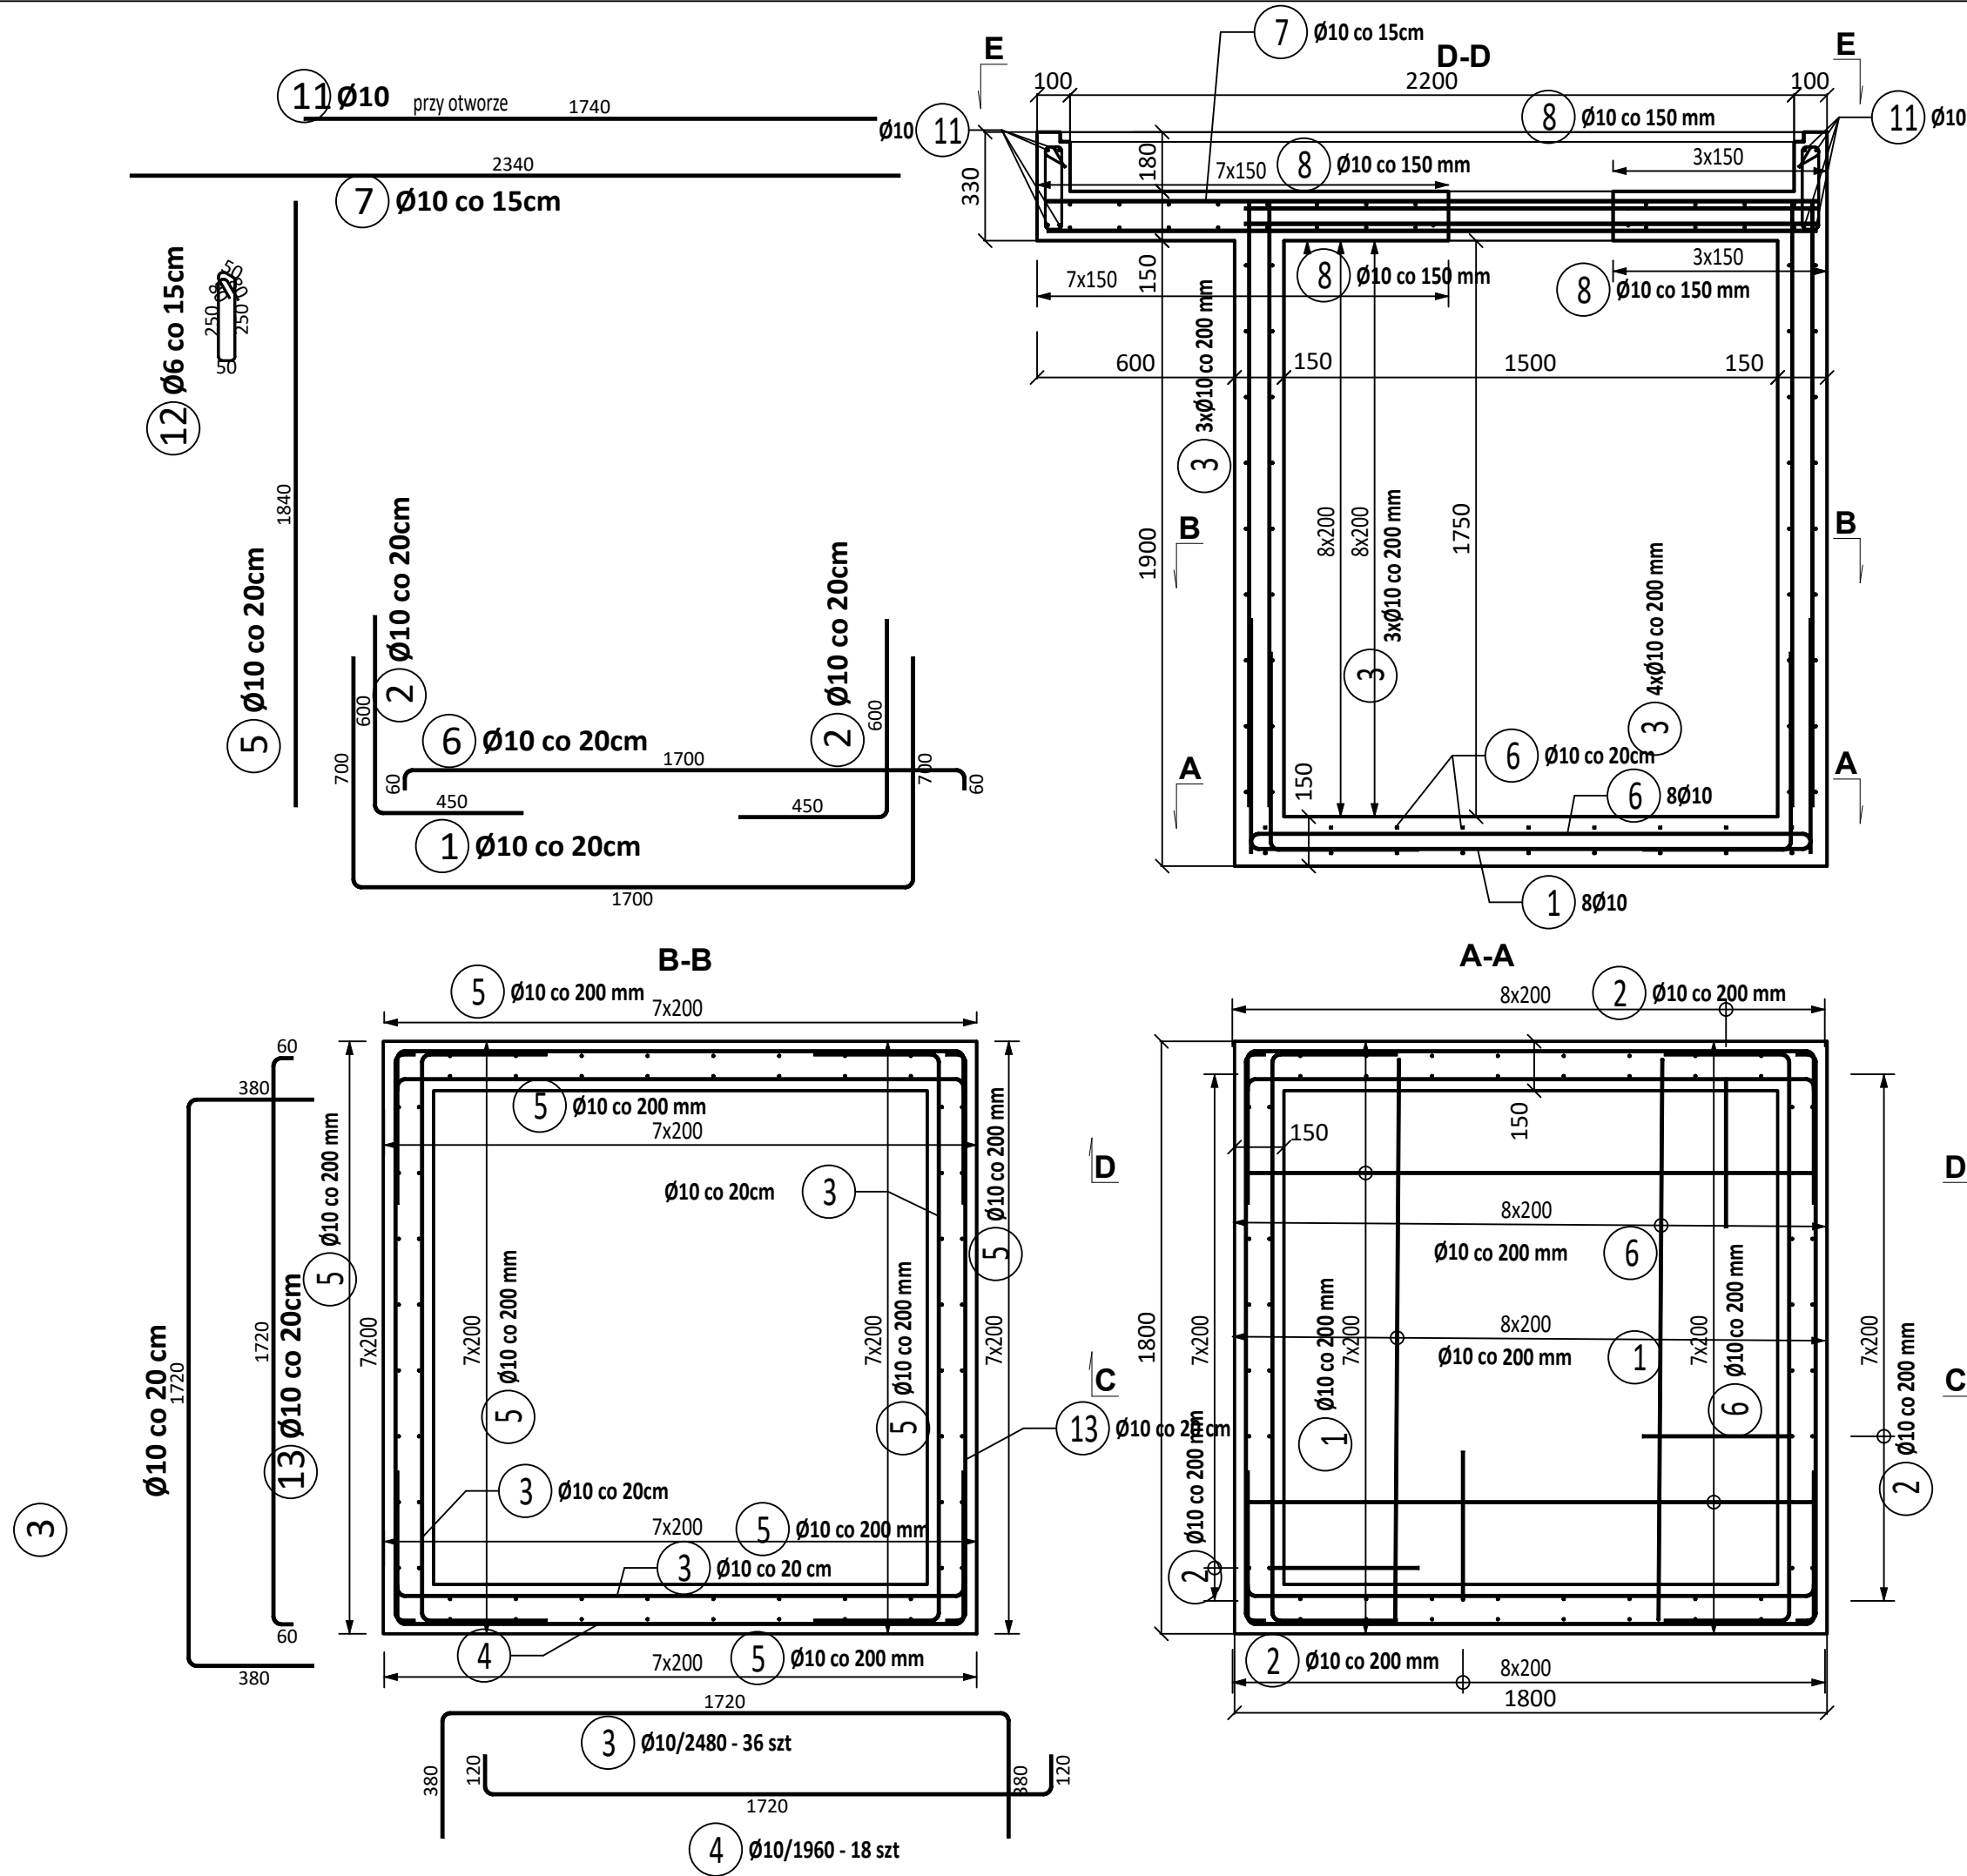 11 Ø10 przy otworze 1740
2340
7 Ø10 co 15cm
12 Ø6 co 15cm
50
250
250
50
5 Ø10 co 20cm
1840
2 Ø10 co 20cm
600
2 Ø10 co 20cm
600
6 Ø10 co 20cm
1700
60
60
700
700
450
450
1 Ø10 co 20cm
1700
D-D
7 Ø10 co 15cm
E
E
100
2200
100
Ø10 11
8 Ø10 co 150 mm
11 Ø10
330
180
7x150
8 Ø10 co 150 mm
3x150
150
7x150
8 Ø10 co 150 mm
3x150
8 Ø10 co 150 mm
600
150
1500
150
3 3xØ10 co 200 mm
1900
8x200
8x200
1750
3 3xØ10 co 200 mm
3 4xØ10 co 200 mm
B
B
A
A
150
6 Ø10 co 20cm
6 8Ø10
1 8Ø10
B-B
5 Ø10 co 200 mm
7x200
60
380
5 Ø10 co 200 mm
7x200
5 Ø10 co 200 mm
7x200
5 Ø10 co 200 mm
7x200
5 Ø10 co 200 mm
7x200
5 Ø10 co 200 mm
7x200
Ø10 co 20cm 3
3 Ø10 co 20 cm
1720
13 Ø10 co 20cm
1720
60
380
3 Ø10 co 20cm
7x200
5 Ø10 co 200 mm
3 Ø10 co 20 cm
13 Ø10 co 20 cm
4
7x200
5 Ø10 co 200 mm
1720
3 Ø10/2480 - 36 szt
380
380
120
120
1720
4 Ø10/1960 - 18 szt
A-A
8x200
2 Ø10 co 200 mm
1800
7x200
150
150
D
D
8x200
Ø10 co 200 mm 6
8x200
Ø10 co 200 mm 1
1 Ø10 co 200 mm
7x200
6 Ø10 co 200 mm
7x200
7x200
2 Ø10 co 200 mm
C
C
2 Ø10 co 200 mm
2 Ø10 co 200 mm
8x200
1800